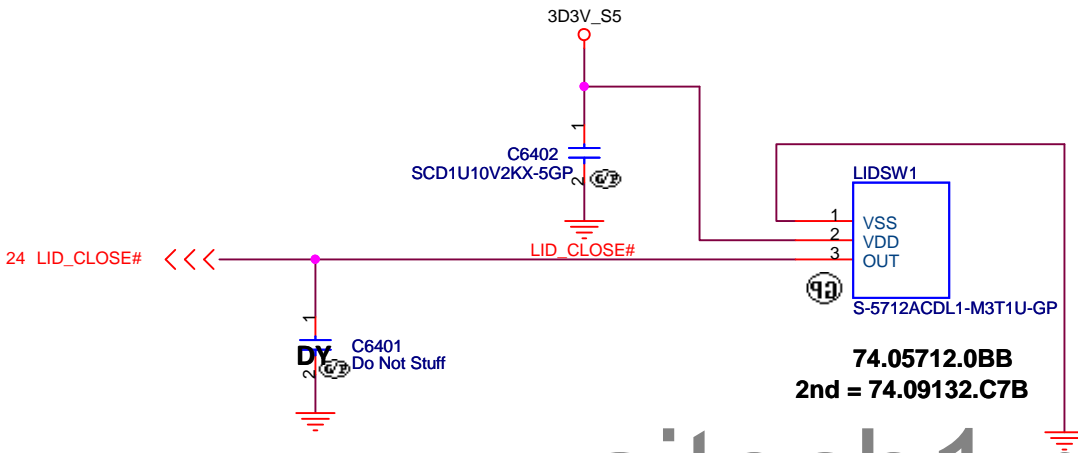 3D3V_S5
1
C6402
SCD1U10V2KX-5GP
2
G/P
LIDSW1
1
VSS
2
VDD
3
OUT
LID_CLOSE#
24 LID_CLOSE#
GP
S-5712ACDL1-M3T1U-GP
1
DY
C6401
Do Not Stuff
2
G/P
74.05712.0BB
2nd = 74.09132.C7B